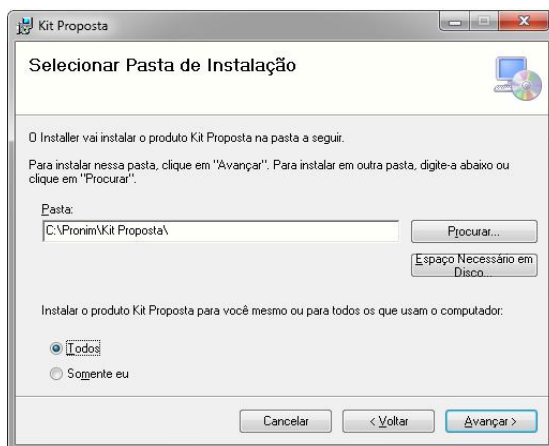 Kit Proposta
Selecionar Pasta de Instalação
O Installer vai instalar o produto Kit Proposta na pasta a seguir.
Para instalar nessa pasta, clique em "Avançar". Para instalar em outra pasta, digite-a abaixo ou
clique em "Procurar".
Pasta:
C:\Pronim\Kit Proposta\
Procurar...
Espaço Necessário em
Disco...
Instalar o produto Kit Proposta para você mesmo ou para todos os que usam o computador:
Todos
Somente eu
Cancelar
< Voltar
Avançar >